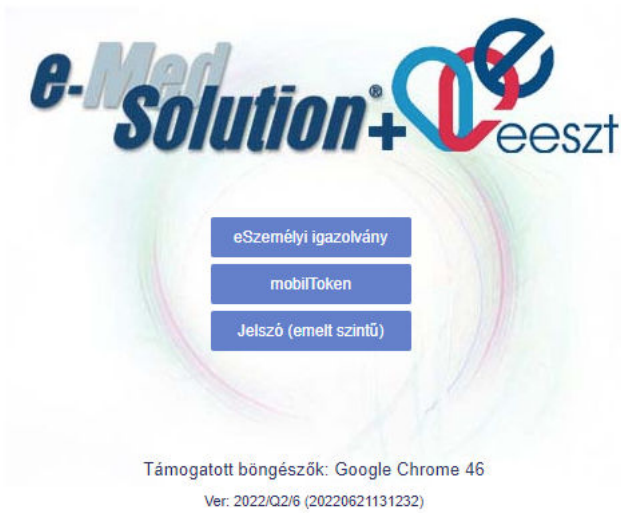 e-Med
Solution®+
eeszt
eSzemélyi igazolvány
mobilToken
Jelszó (emelt szintű)
Támogatott böngészők: Google Chrome 46
Ver: 2022/Q2/6 (20220621131232)